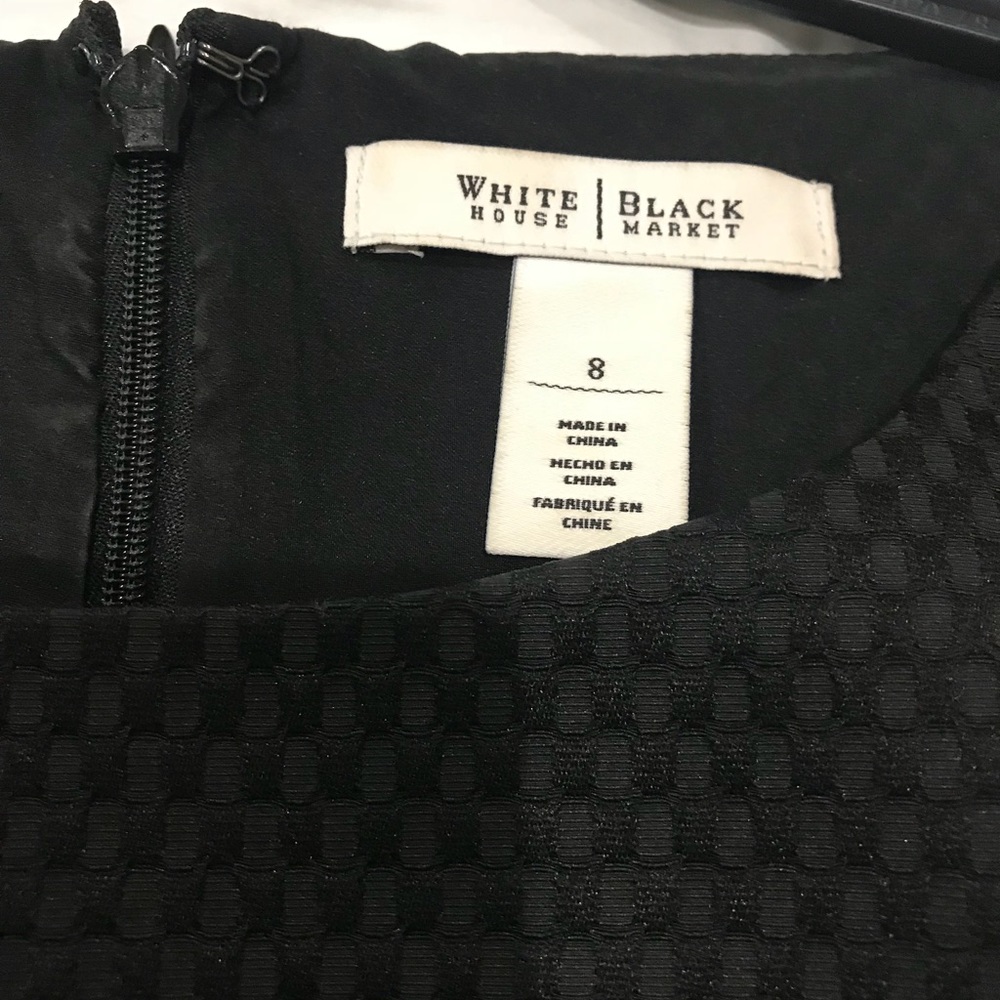 WHITE | BLACK
HOUSE | MARKET
8
MADE IN
CHINA
HECHO EN
CHINA
FABRIQUÉ EN
CHINE